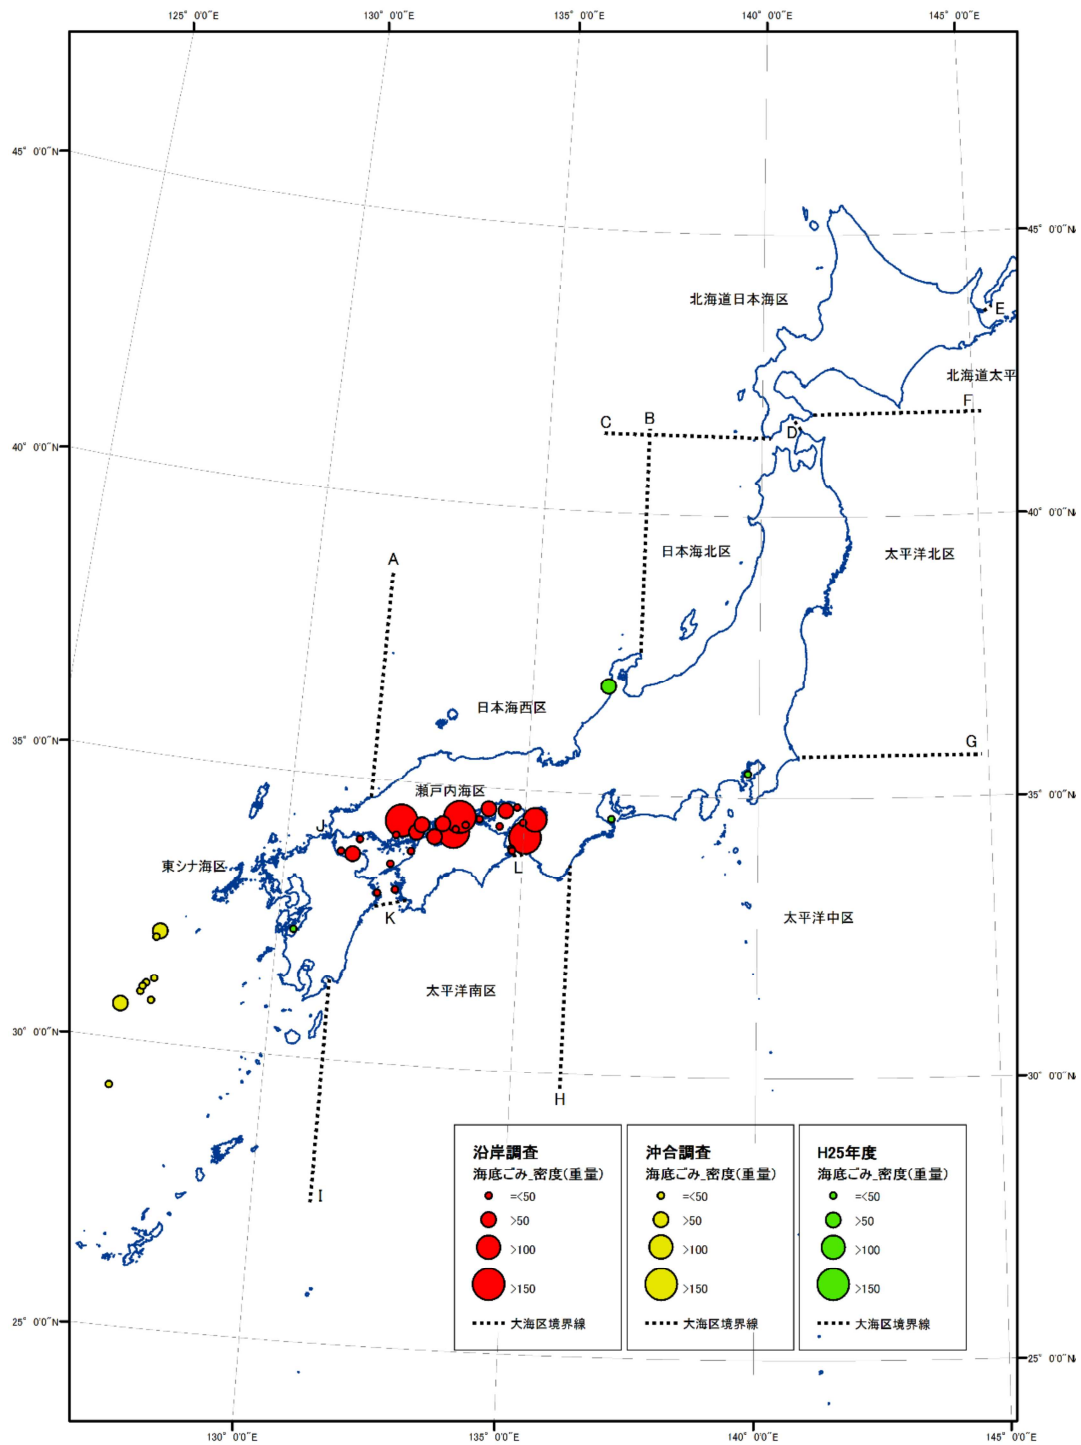 125° 0'0"E
130° 0'0"E
135° 0'0"E
140° 0'0"E
145° 0'0"E
45° 0'0"N
45° 0'0"N
北海道日本海区
E
北海道太平
F
C
B
D
40° 0'0"N
40° 0'0"N
日本海北区
太平洋北区
A
日本海西区
35° 0'0"N
G
瀬戸内海区
35° 0'0"N
J
東シナ海区
L
K
太平洋中区
太平洋南区
30° 0'0"N
30° 0'0"N
H
I
沿岸調査
海底ごみ_密度(重量)
=<50
>50
>100
>150
大海区境界線
沖合調査
海底ごみ_密度(重量)
=<50
>50
>100
>150
大海区境界線
H25年度
海底ごみ_密度(重量)
=<50
>50
>100
>150
大海区境界線
25° 0'0"N
25° 0'0"N
130° 0'0"E
135° 0'0"E
140° 0'0"E
145° 0'0"E